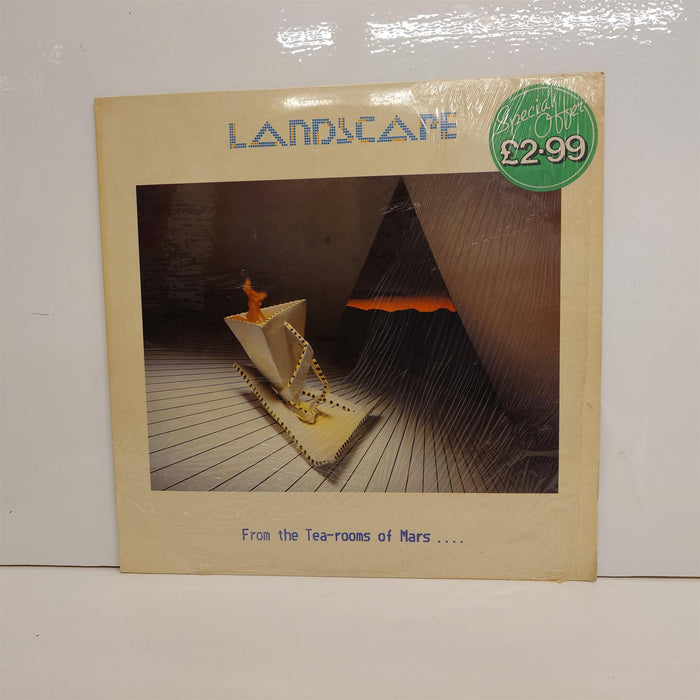 LANDSCAPE
Special
Offer
£2·99
From the Tea-rooms of Mars ....